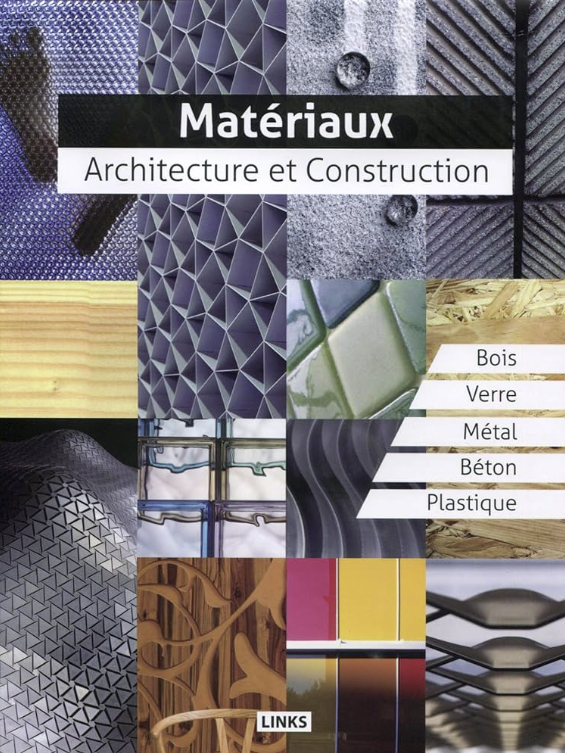 Matériaux
Architecture et Construction
Bois
Verre
Métal
Béton
Plastique
LINKS